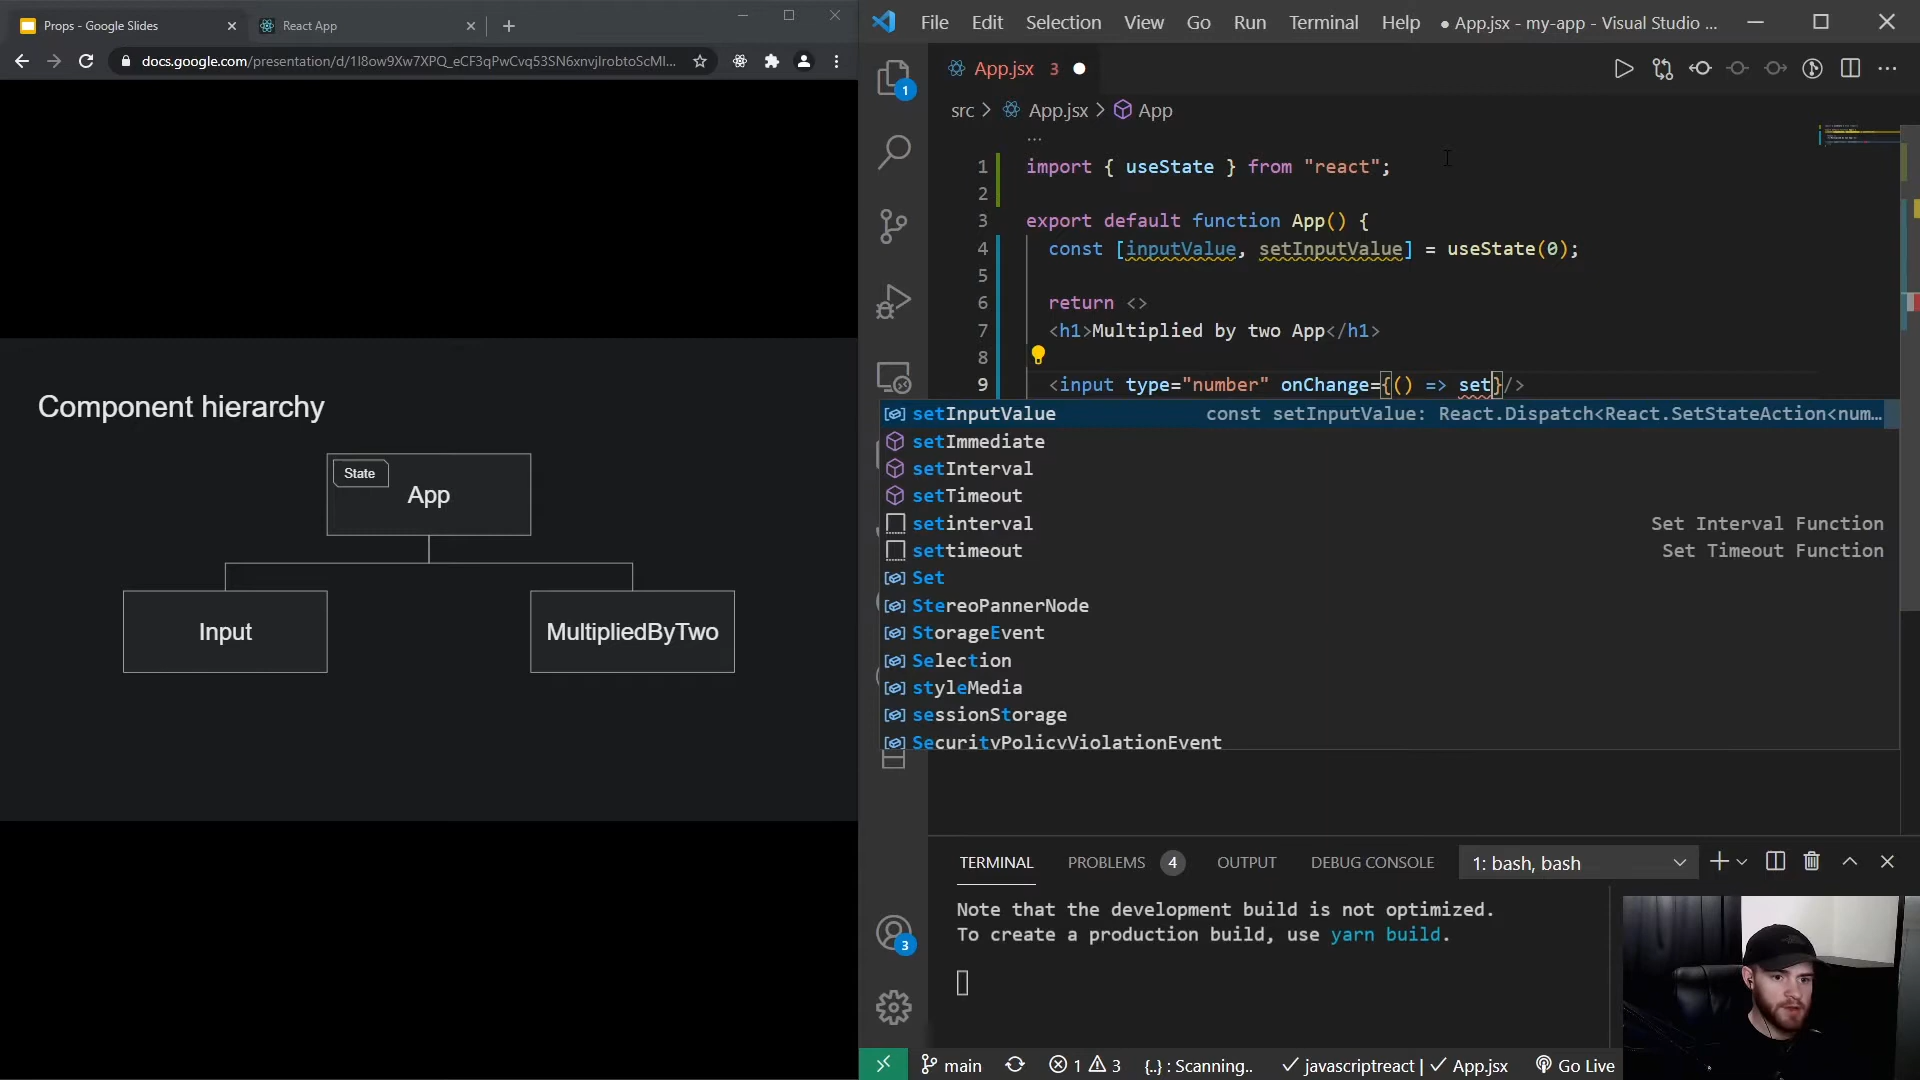 Props - Google Slides
React App
docs.google.com/presentation/d/1I8ow9Xw7XPQ_eCF3qPwCvq53SN6xnvjIrobtoScMI...
Component hierarchy
State
App
Input
MultipliedByTwo
File Edit Selection View Go Run Terminal Help ● App.jsx - my-app - Visual Studio ...
App.jsx 3
1
src > App.jsx > App
...
1 import { useState } from "react";
2
3 export default function App() {
4 const [inputValue, setInputValue] = useState(0);
5
6 return <>
7 <h1>Multiplied by two App</h1>
8
9 <input type="number" onChange={() => set}/>
setInputValue const setInputValue: React.Dispatch<React.SetStateAction<num...
setImmediate
setInterval
setTimeout
setinterval Set Interval Function
settimeout Set Timeout Function
Set
StereoPannerNode
StorageEvent
Selection
styleMedia
sessionStorage
SecurityPolicyViolationEvent
TERMINAL PROBLEMS 4 OUTPUT DEBUG CONSOLE 1: bash, bash
Note that the development build is not optimized.
To create a production build, use yarn build.
3
main 1 3 {..} : Scanning.. javascriptreact | App.jsx Go Live